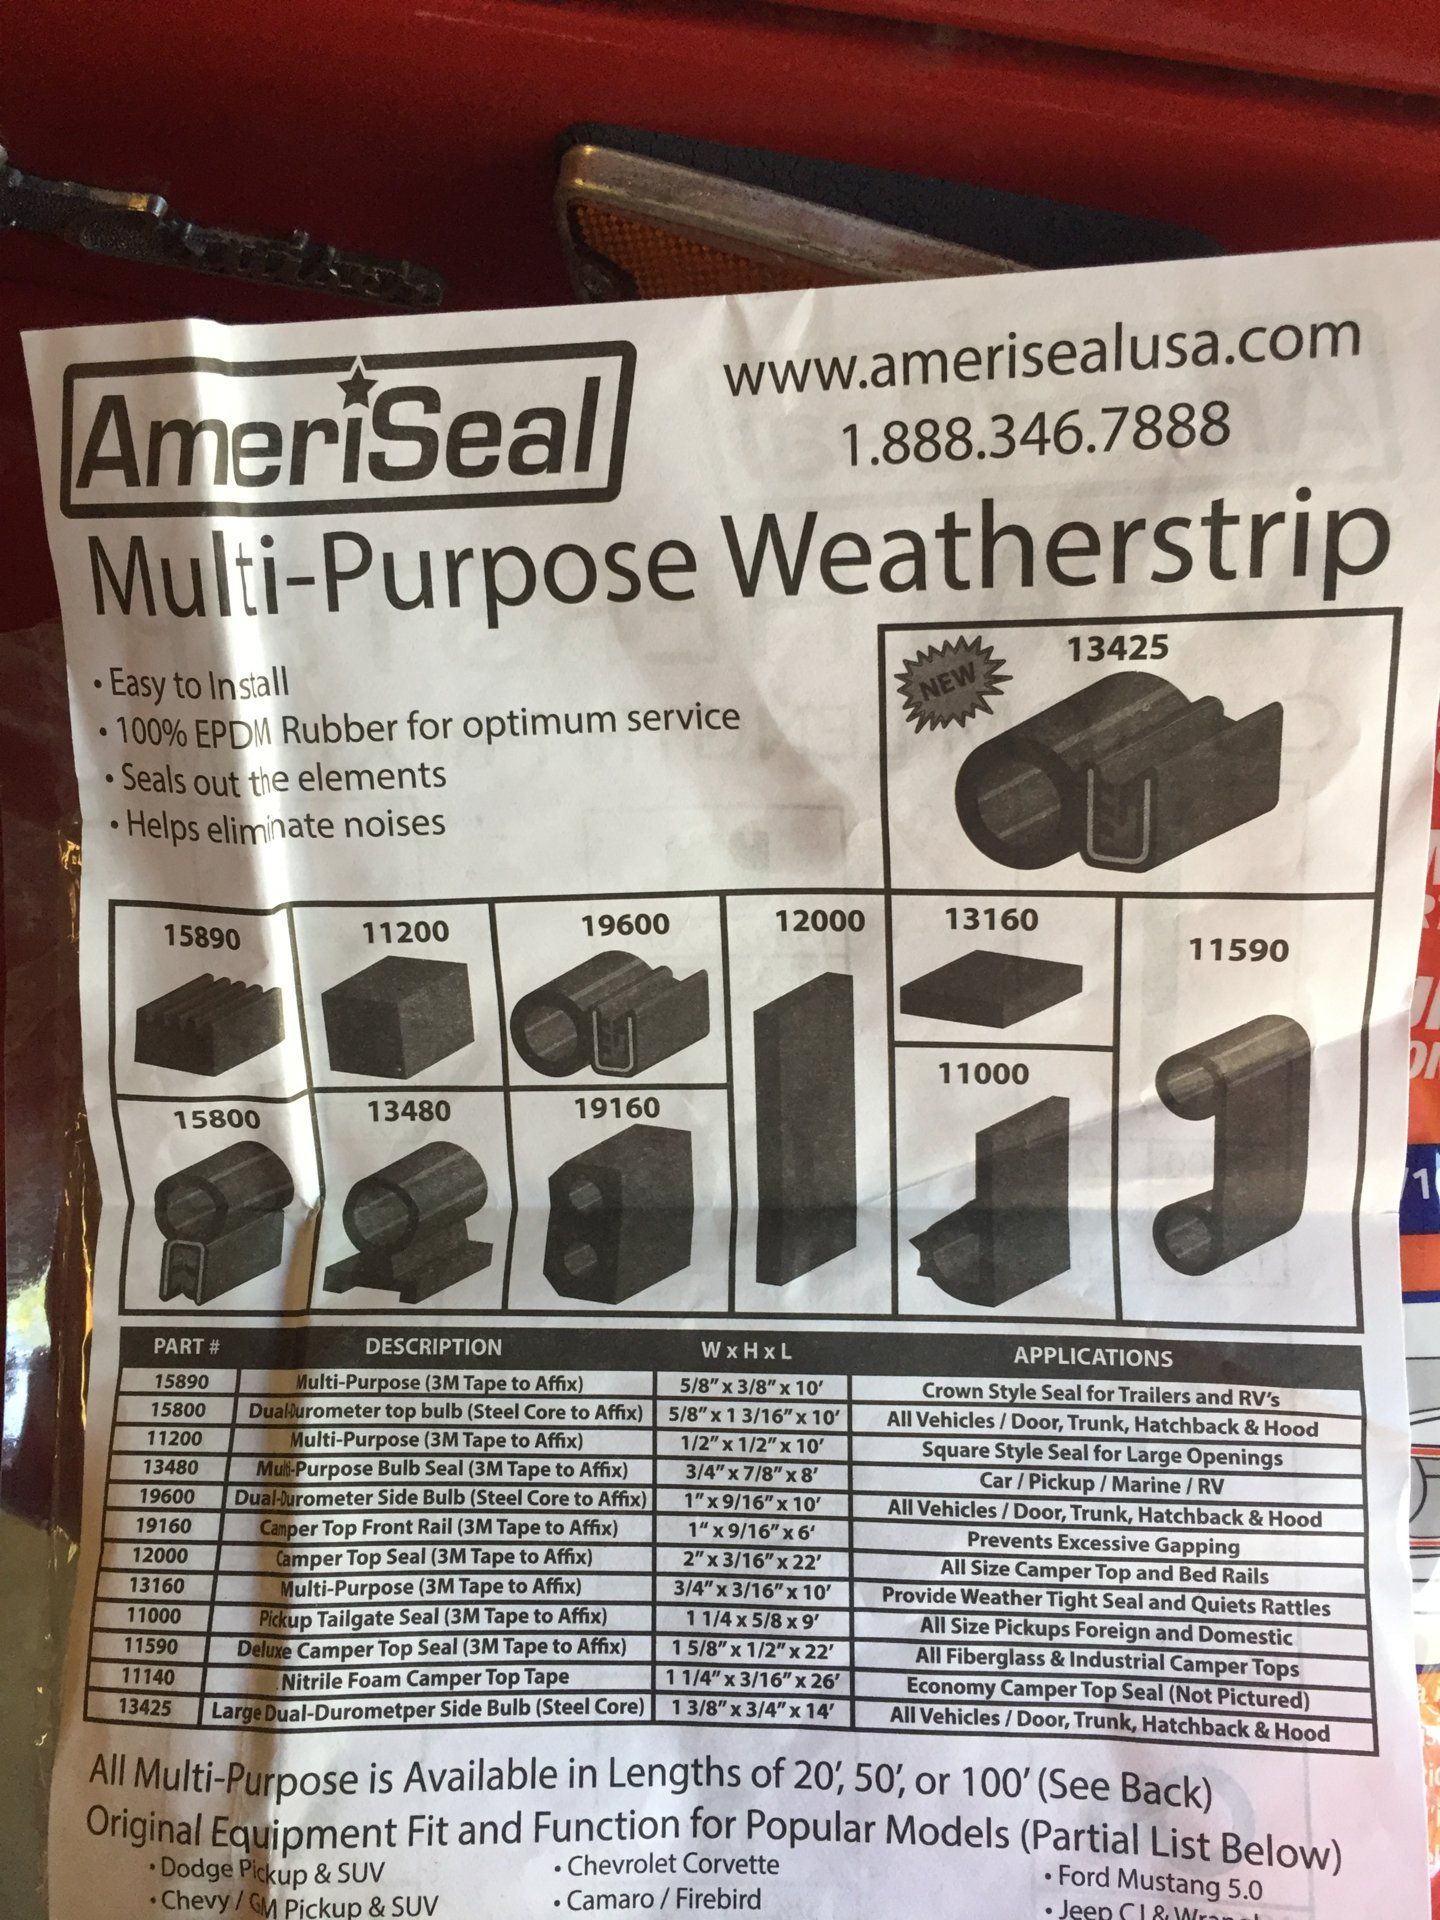 AmeriSeal
www.amerisealusa.com
1.888.346.7888
Multi-Purpose Weatherstrip
• Easy to Install
• 100% EPDM Rubber for optimum service
• Seals out the elements
• Helps eliminate noises
NEW
13425
15890
11200
19600
12000
13160
11590
15800
13480
19160
11000
PART # DESCRIPTION W x H x L APPLICATIONS
15890 Multi-Purpose (3M Tape to Affix) 5/8" x 3/8" x 10' Crown Style Seal for Trailers and RV's
15800 Dual-Durometer top bulb (Steel Core to Affix) 5/8" x 1 3/16" x 10' All Vehicles / Door, Trunk, Hatchback & Hood
11200 Multi-Purpose (3M Tape to Affix) 1/2" x 1/2" x 10' Square Style Seal for Large Openings
13480 Multi-Purpose Bulb Seal (3M Tape to Affix) 3/4" x 7/8" x 8' Car / Pickup / Marine / RV
19600 Dual-Durometer Side Bulb (Steel Core to Affix) 1" x 9/16" x 10' All Vehicles / Door, Trunk, Hatchback & Hood
19160 Camper Top Front Rail (3M Tape to Affix) 1" x 9/16" x 6' Prevents Excessive Gapping
12000 Camper Top Seal (3M Tape to Affix) 2" x 3/16" x 22' All Size Camper Top and Bed Rails
13160 Multi-Purpose (3M Tape to Affix) 3/4" x 3/16" x 10' Provide Weather Tight Seal and Quiets Rattles
11000 Pickup Tailgate Seal (3M Tape to Affix) 1 1/4 x 5/8 x 9' All Size Pickups Foreign and Domestic
11590 Deluxe Camper Top Seal (3M Tape to Affix) 1 5/8" x 1/2" x 22' All Fiberglass & Industrial Camper Tops
11140 Nitrile Foam Camper Top Tape 1 1/4" x 3/16" x 26' Economy Camper Top Seal (Not Pictured)
13425 Large Dual-Durometper Side Bulb (Steel Core) 1 3/8" x 3/4" x 14' All Vehicles / Door, Trunk, Hatchback & Hood
All Multi-Purpose is Available in Lengths of 20', 50', or 100' (See Back)
Original Equipment Fit and Function for Popular Models (Partial List Below)
• Dodge Pickup & SUV
• Chevrolet Corvette
• Ford Mustang 5.0
• Chevy / GM Pickup & SUV
• Camaro / Firebird
• Jeep CJ &